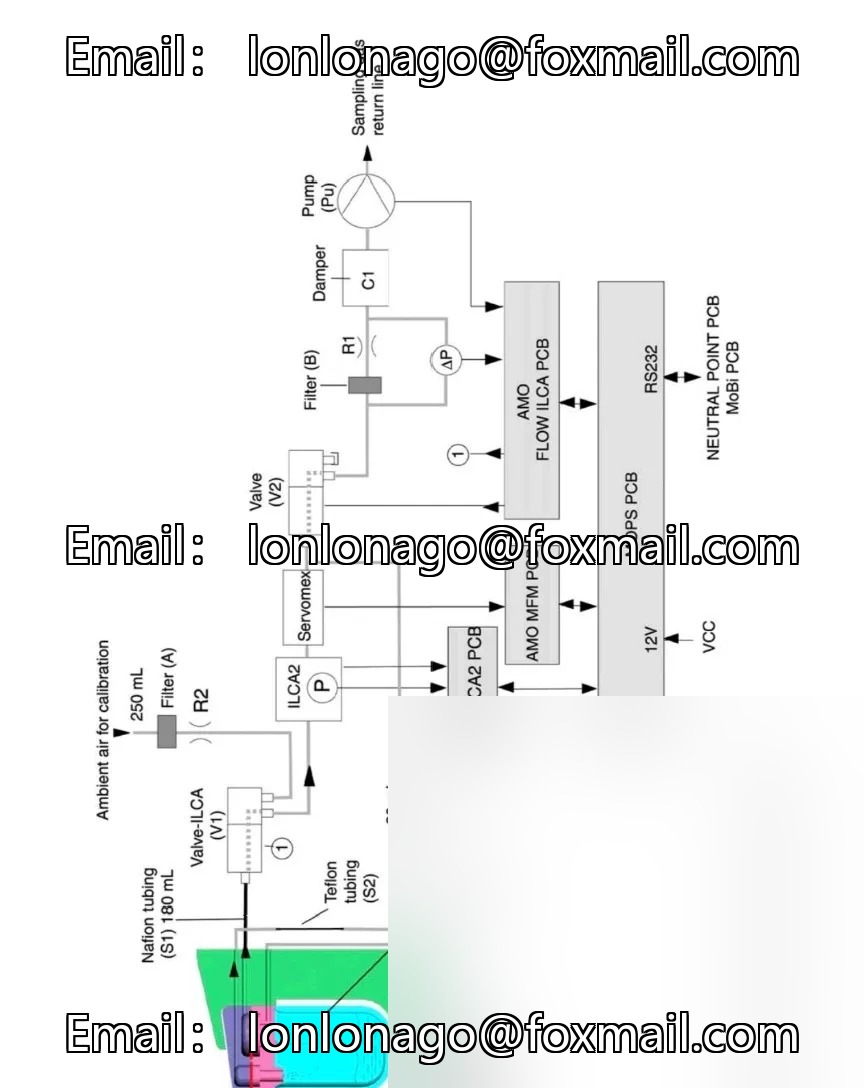 Email: lonlonago@foxmail.com
Sampling gas
return line
Pump
(Pu)
Damper
C1
R1
Filter (B)
ΔP
AMO
FLOW ILCA PCB
RS232
NEUTRAL POINT PCB
MoBi PCB
1
Valve
(V2)
Email: lonlonago@foxmail.com
Servomex
AMO MFM
PCB
12V
VCC
Ambient air for calibration
250 mL
Filter (A)
R2
ILCA2
P
CA2 PCB
Valve-ILCA
(V1)
1
Nafion tubing
(S1) 180 mL
Teflon
tubing
(S2)
Email: lonlonago@foxmail.com